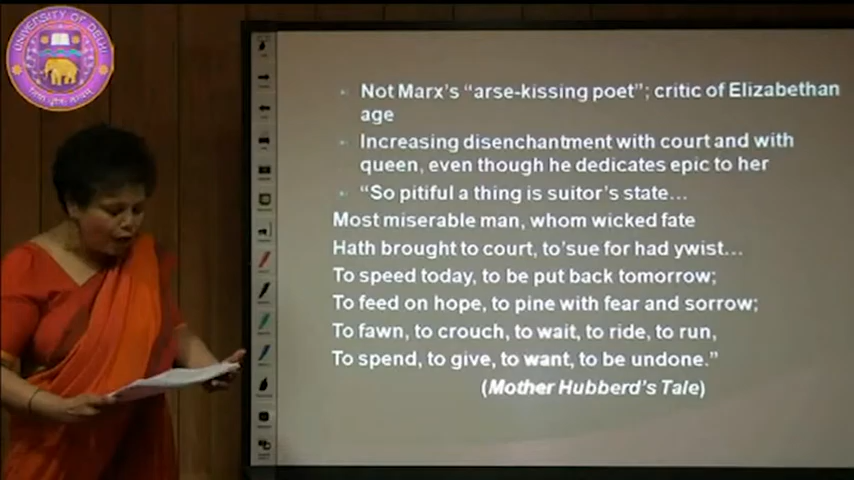 UNIVERSITY OF DELHI
Not Marx's "arse-kissing poet"; critic of Elizabethan
age
Increasing disenchantment with court and with
queen, even though he dedicates epic to her
"So pitiful a thing is suitor's state…
Most miserable man, whom wicked fate
Hath brought to court, to'sue for had ywist…
To speed today, to be put back tomorrow;
To feed on hope, to pine with fear and sorrow;
To fawn, to crouch, to wait, to ride, to run,
To spend, to give, to want, to be undone."
(Mother Hubberd's Tale)